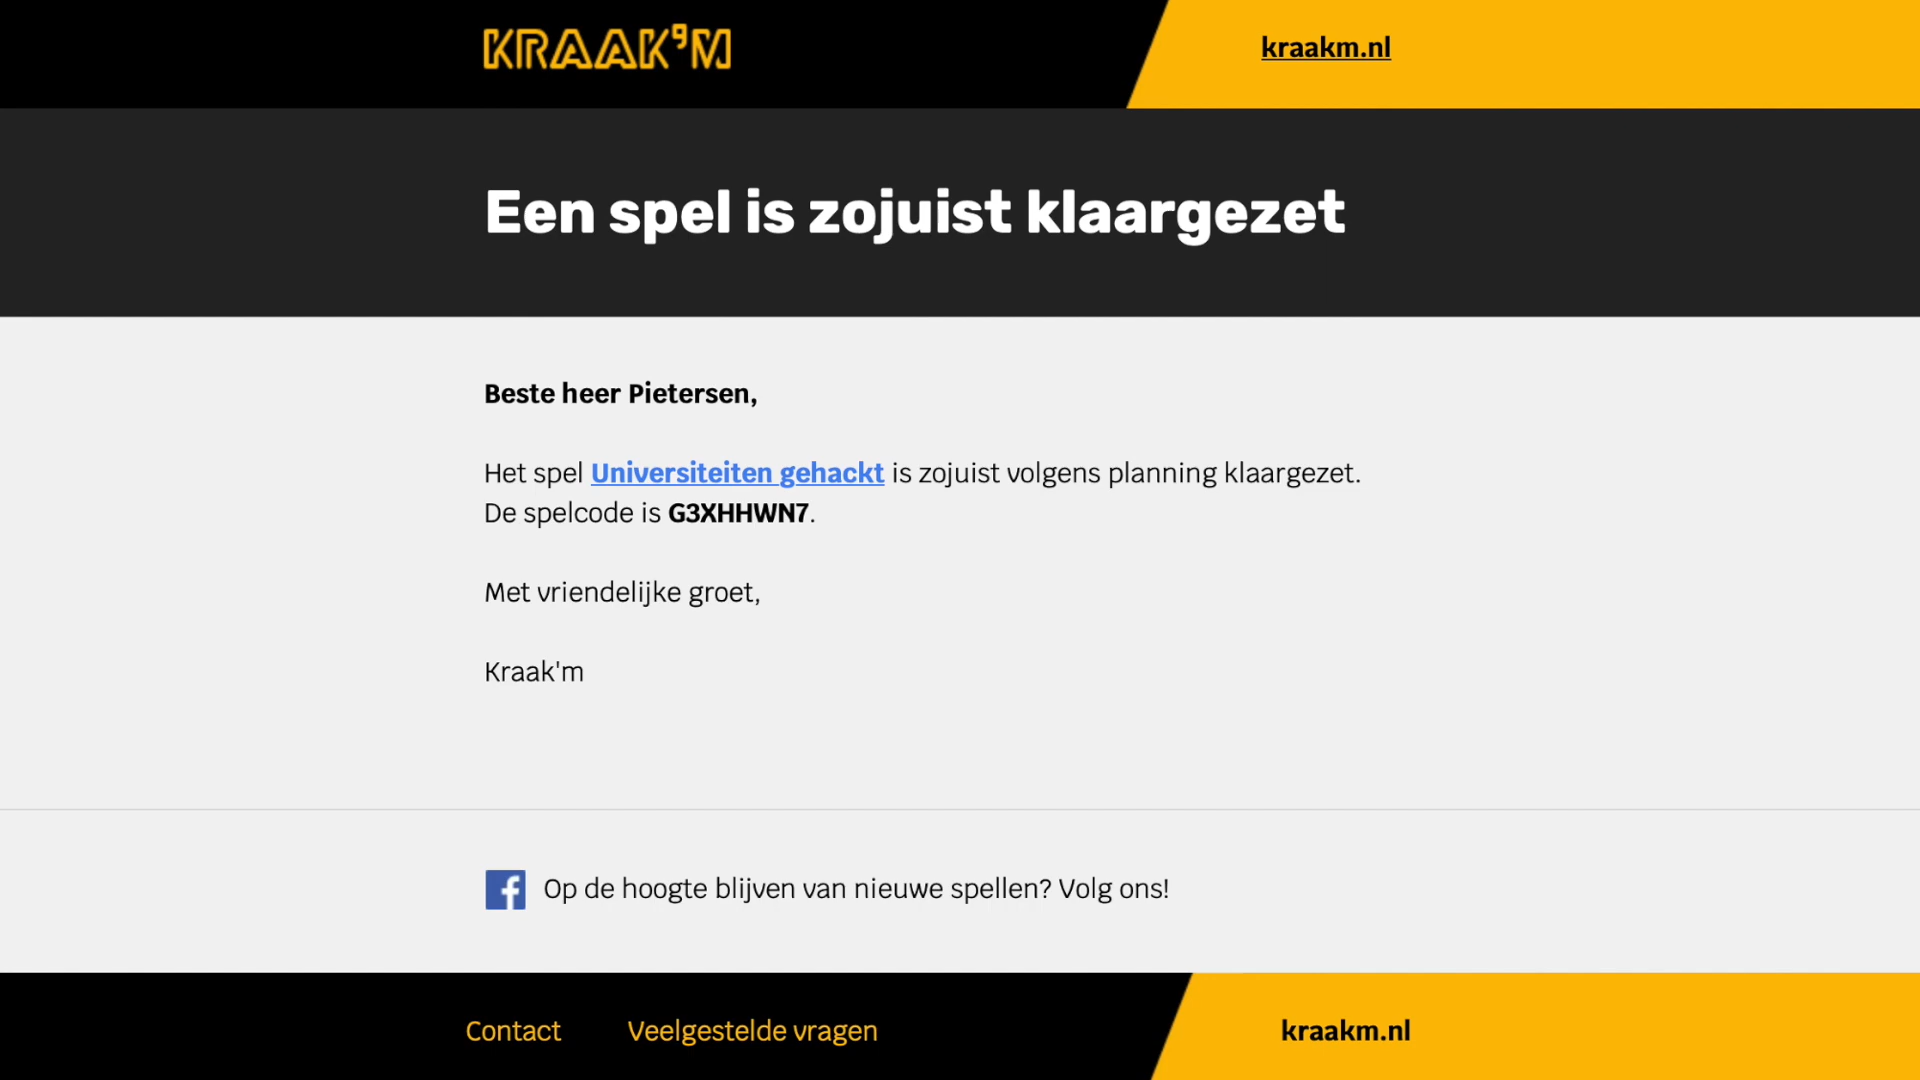 KRAAK'M
kraakm.nl
Een spel is zojuist klaargezet
Beste heer Pietersen,
Het spel Universiteiten gehackt is zojuist volgens planning klaargezet.
De spelcode is G3XHHWN7.
Met vriendelijke groet,
Kraak'm
Op de hoogte blijven van nieuwe spellen? Volg ons!
Contact
Veelgestelde vragen
kraakm.nl